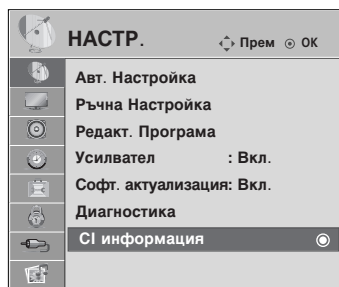 НАСТР. Прем OK
Авт. Настройка
Ръчна Настройка
Редакт. Програма
Усилвател : Вкл.
Софт. актуализация: Вкл.
Диагностика
CI информация